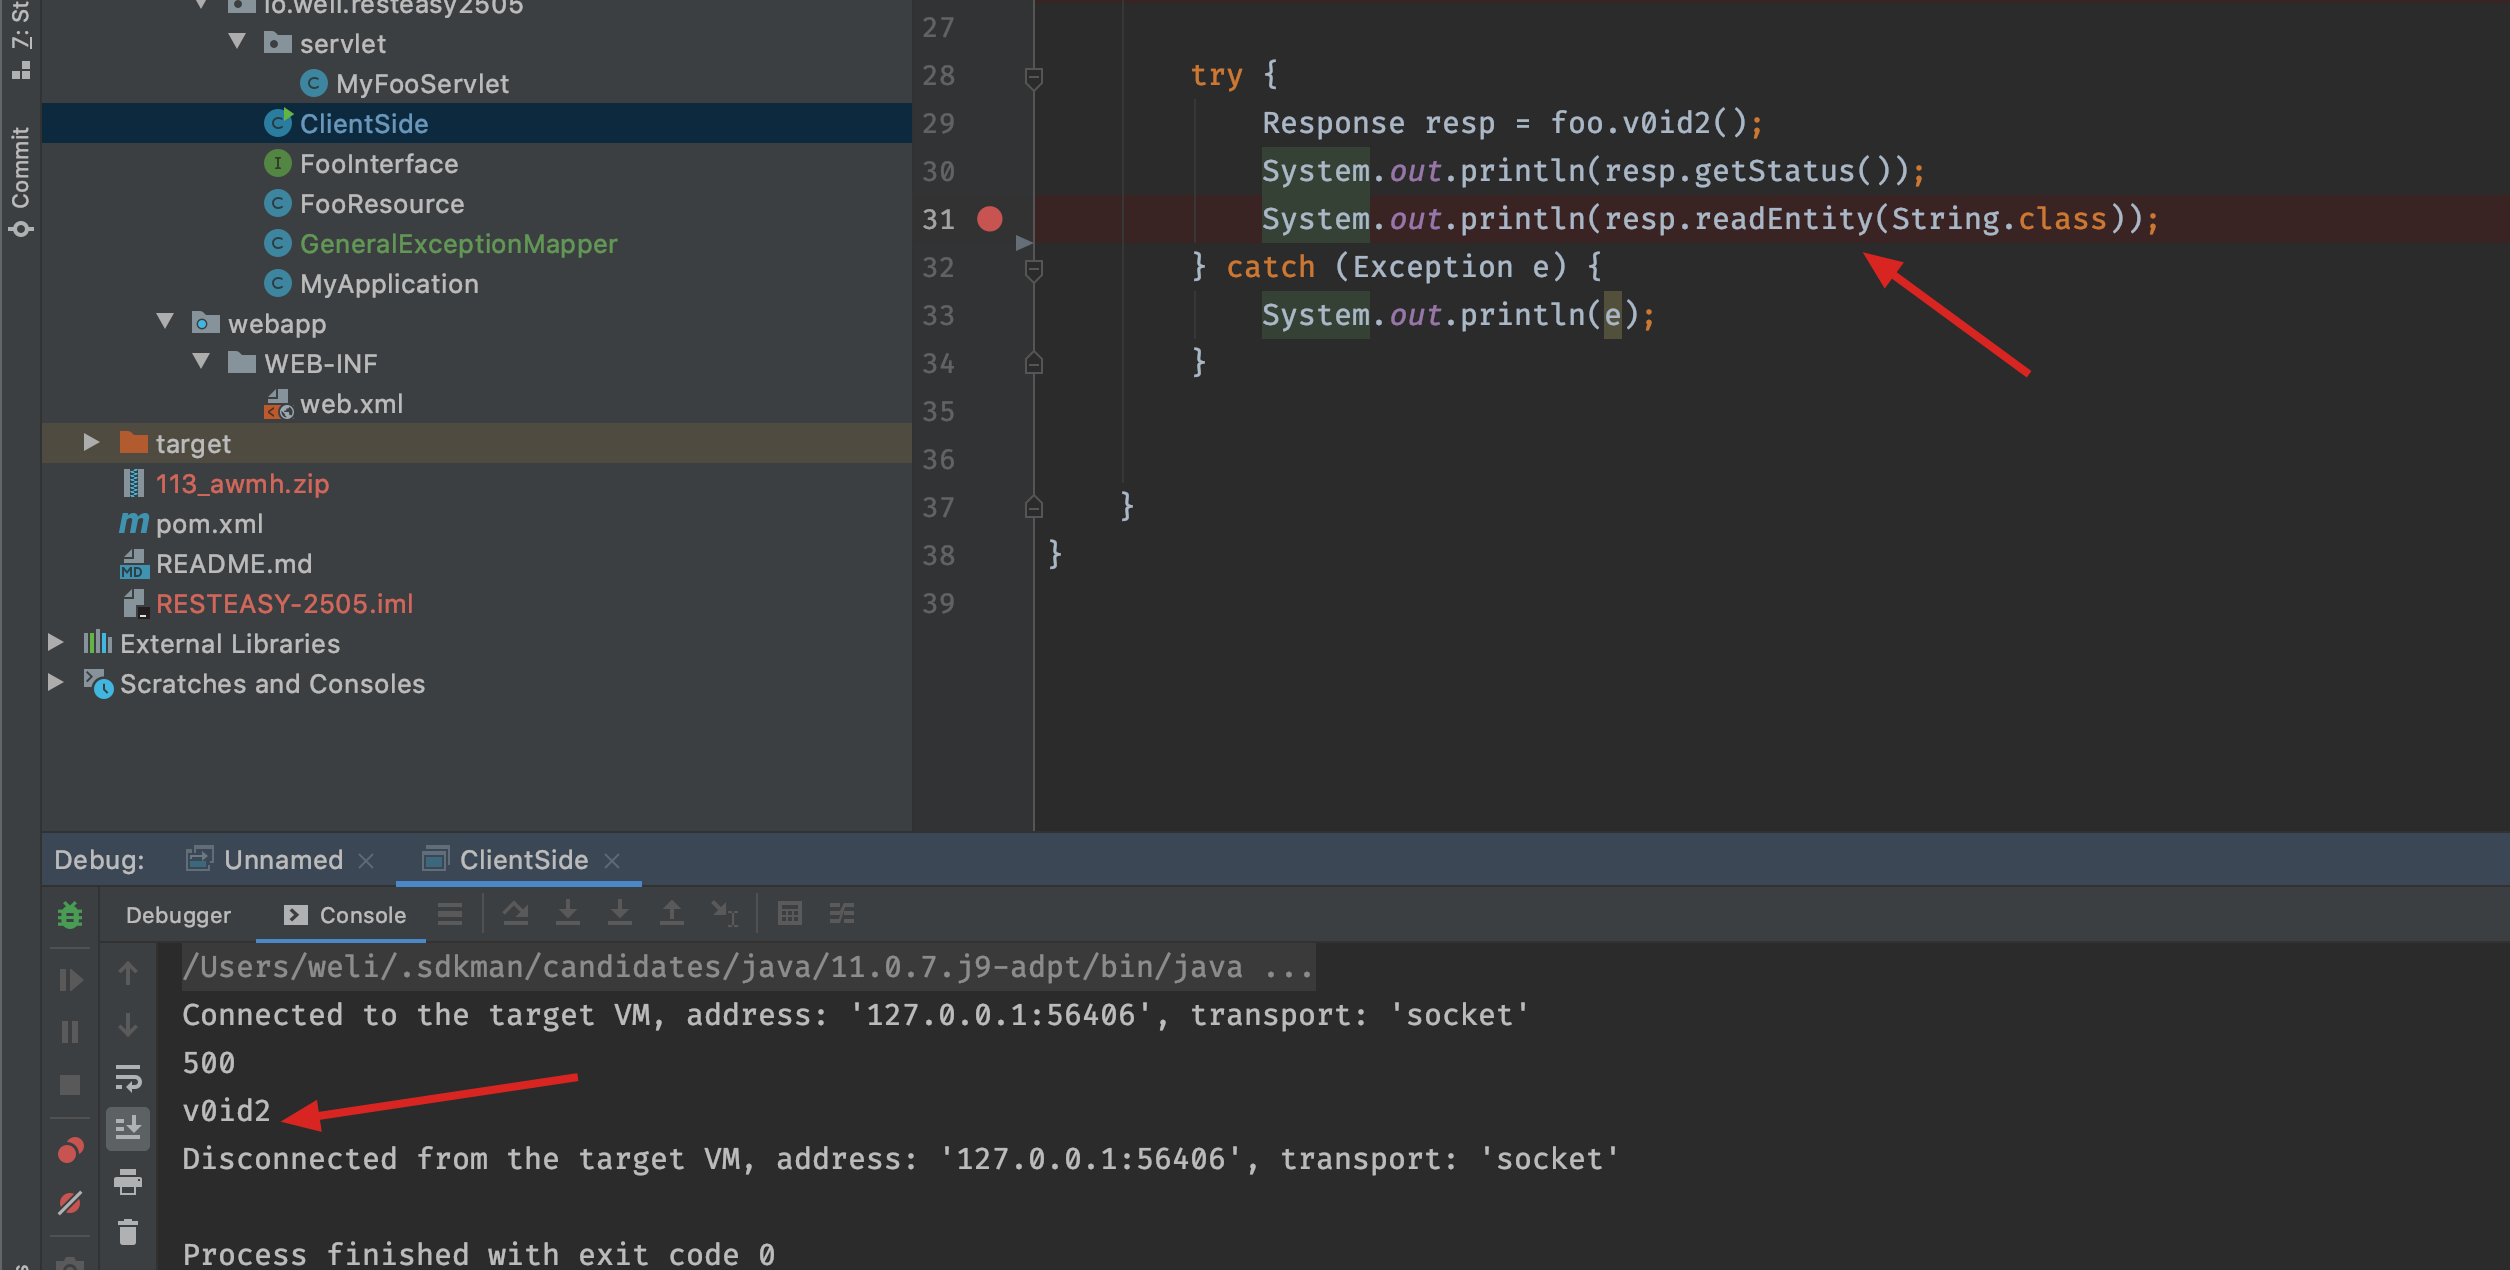 Z: St
Commit
io.weli.resteasy2505
servlet
MyFooServlet
ClientSide
FooInterface
FooResource
GeneralExceptionMapper
MyApplication
webapp
WEB-INF
web.xml
target
113_awmh.zip
pom.xml
README.md
RESTEASY-2505.iml
External Libraries
Scratches and Consoles
27
28 try {
29 Response resp = foo.v0id2();
30 System.out.println(resp.getStatus());
31 System.out.println(resp.readEntity(String.class));
32 } catch (Exception e) {
33 System.out.println(e);
34 }
35
36
37 }
38 }
39
Debug: Unnamed ClientSide
Debugger Console
/Users/weli/.sdkman/candidates/java/11.0.7.j9-adpt/bin/java ...
Connected to the target VM, address: '127.0.0.1:56406', transport: 'socket'
500
v0id2
Disconnected from the target VM, address: '127.0.0.1:56406', transport: 'socket'
Process finished with exit code 0